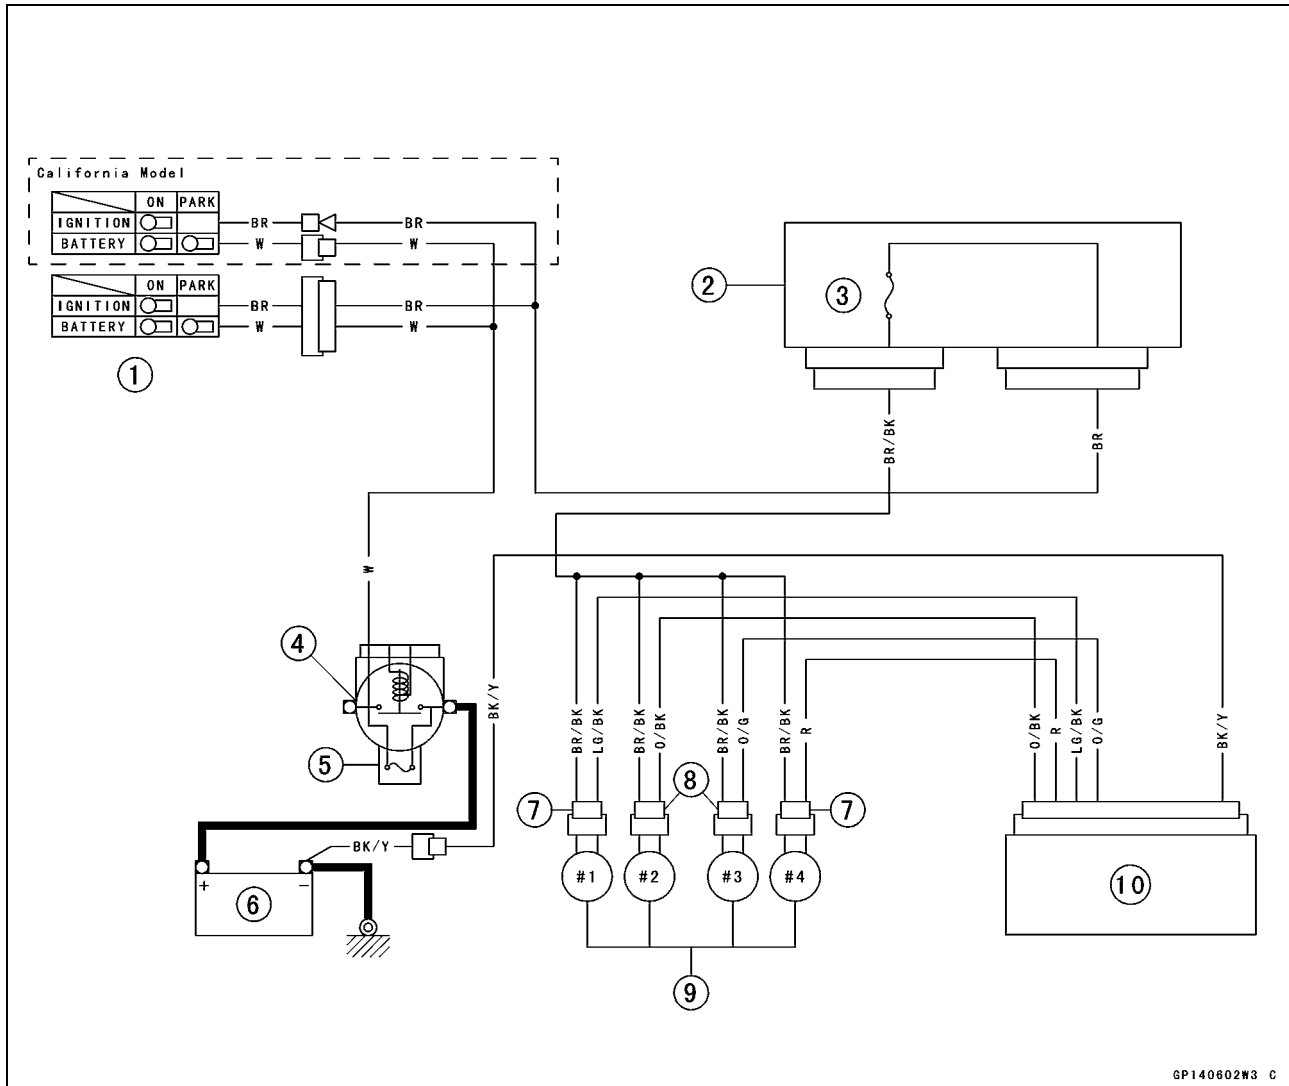 California Model
ON PARK
IGNITION
BATTERY
BR
W
BR
W
ON PARK
IGNITION
BATTERY
BR
W
BR
W
1
2
3
BR/BK
BR
W
4
5
BK/Y
BR/BK
LG/BK
BR/BK
O/BK
BR/BK
O/G
BR/BK
R
O/BK
R
LG/BK
O/G
BK/Y
7
8
7
BK/Y
+
-
6
#1
#2
#3
#4
10
9
GP140602W3 C